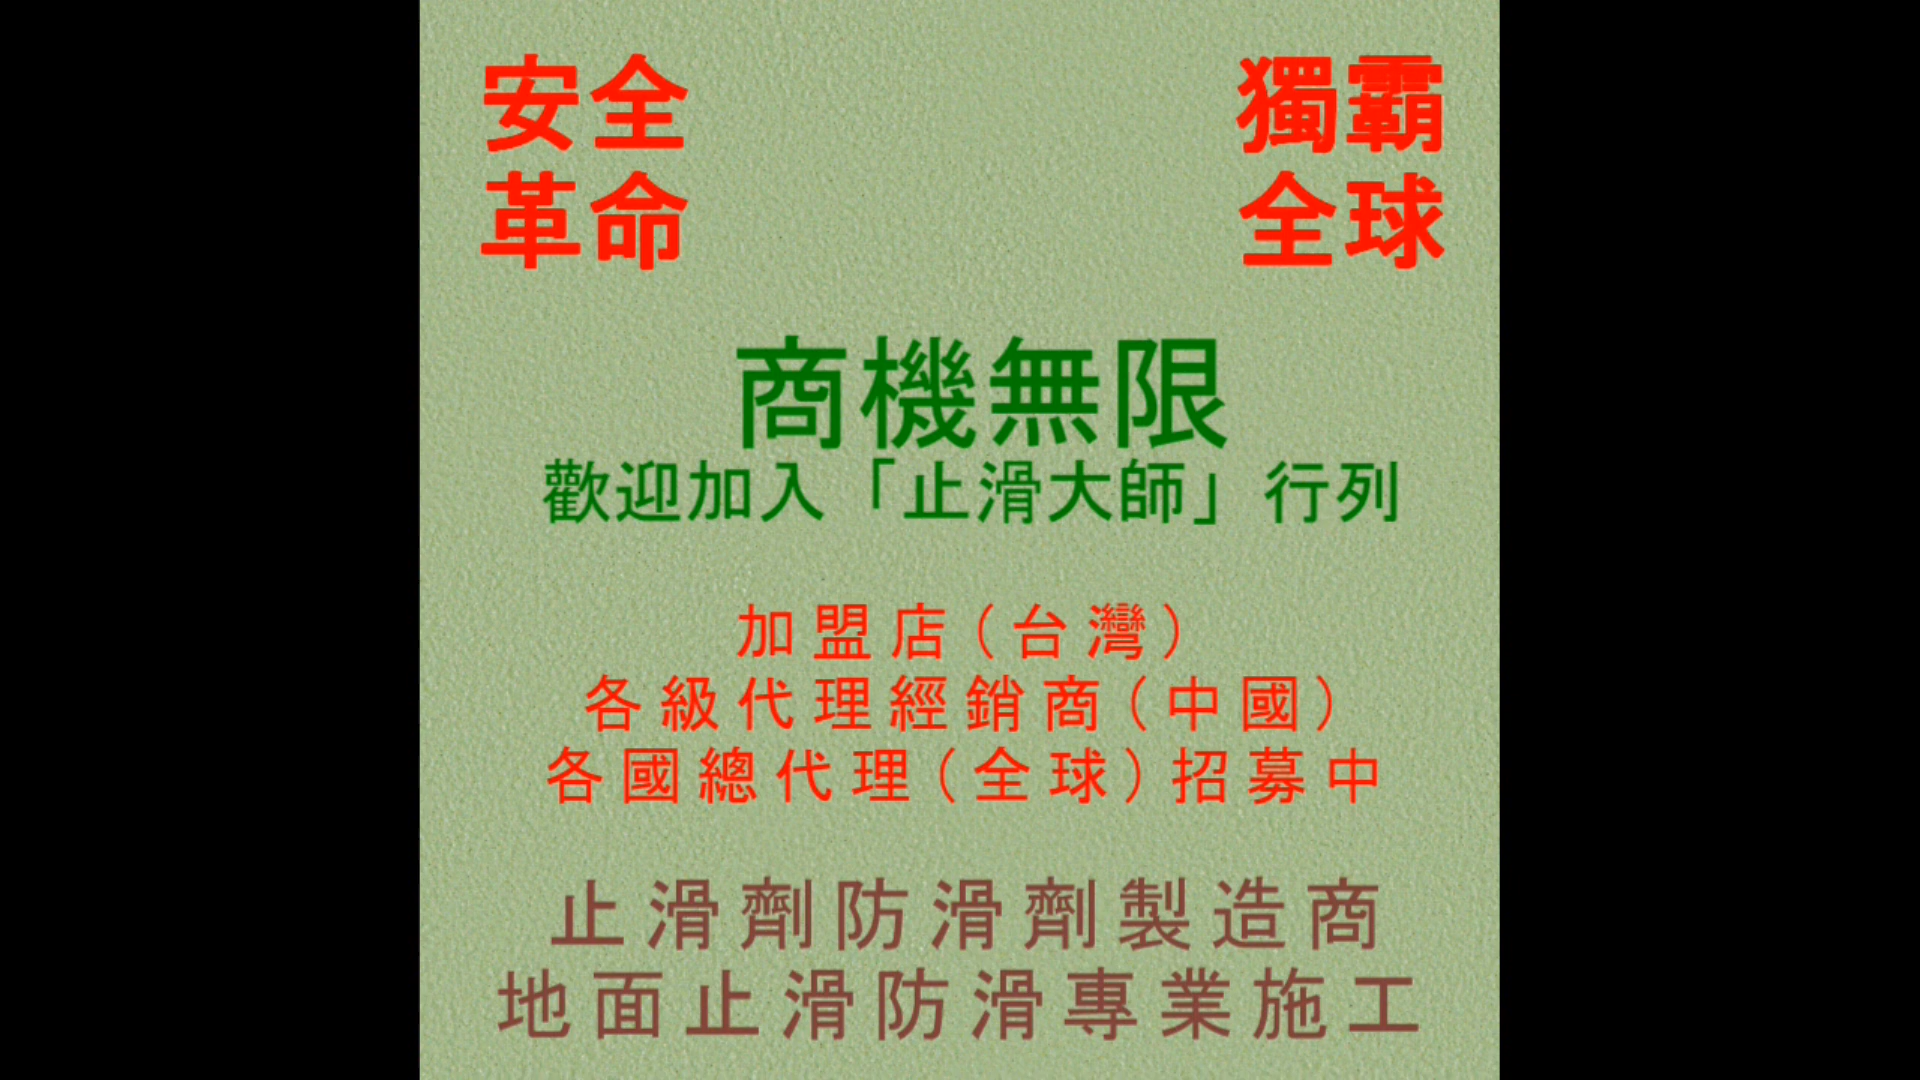 安全 獨霸
革命 全球
商機無限
歡迎加入「止滑大師」行列
加盟店(台灣)
各級代理經銷商(中國)
各國總代理(全球)招募中
止滑劑防滑劑製造商
地面止滑防滑專業施工